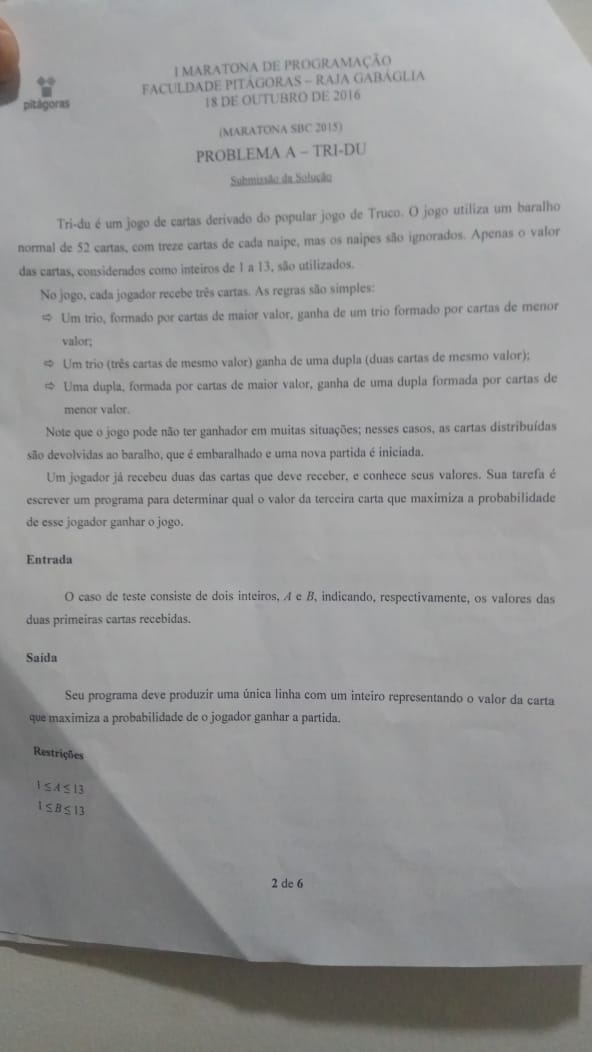 pitágoras
I MARATONA DE PROGRAMAÇÃO
FACULDADE PITÁGORAS – RAJA GABÁGLIA
18 DE OUTUBRO DE 2016
(MARATONA SBC 2015)
PROBLEMA A – TRI-DU
Submissão da Solução
Tri-du é um jogo de cartas derivado do popular jogo de Truco. O jogo utiliza um baralho
normal de 52 cartas, com treze cartas de cada naipe, mas os naipes são ignorados. Apenas o valor
das cartas, considerados como inteiros de 1 a 13, são utilizados.
No jogo, cada jogador recebe três cartas. As regras são simples:
⇨ Um trio, formado por cartas de maior valor, ganha de um trio formado por cartas de menor
valor;
⇨ Um trio (três cartas de mesmo valor) ganha de uma dupla (duas cartas de mesmo valor);
⇨ Uma dupla, formada por cartas de maior valor, ganha de uma dupla formada por cartas de
menor valor.
Note que o jogo pode não ter ganhador em muitas situações; nesses casos, as cartas distribuídas
são devolvidas ao baralho, que é embaralhado e uma nova partida é iniciada.
Um jogador já recebeu duas das cartas que deve receber, e conhece seus valores. Sua tarefa é
escrever um programa para determinar qual o valor da terceira carta que maximiza a probabilidade
de esse jogador ganhar o jogo.
Entrada
O caso de teste consiste de dois inteiros, A e B, indicando, respectivamente, os valores das
duas primeiras cartas recebidas.
Saída
Seu programa deve produzir uma única linha com um inteiro representando o valor da carta
que maximiza a probabilidade de o jogador ganhar a partida.
Restrições
1 ≤ A ≤ 13
1 ≤ B ≤ 13
2 de 6